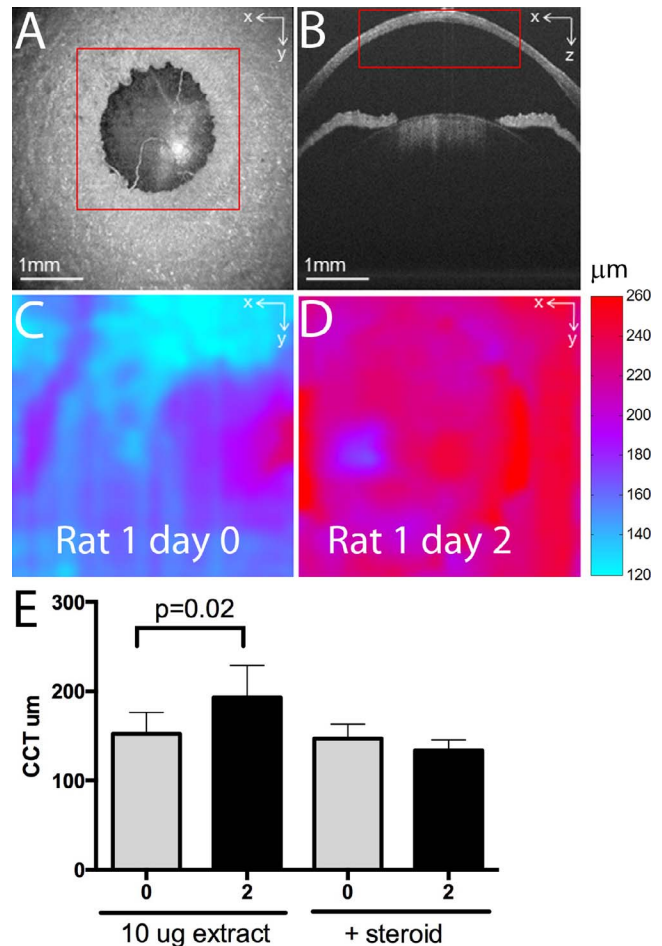 A
x
y
1mm
B
x
z
1mm
C
x
y
Rat 1 day 0
D
x
y
Rat 1 day 2
µm
260
240
220
200
180
160
140
120
E
p=0.02
CCT um
300
200
100
0
0 2 0 2
10 ug extract + steroid